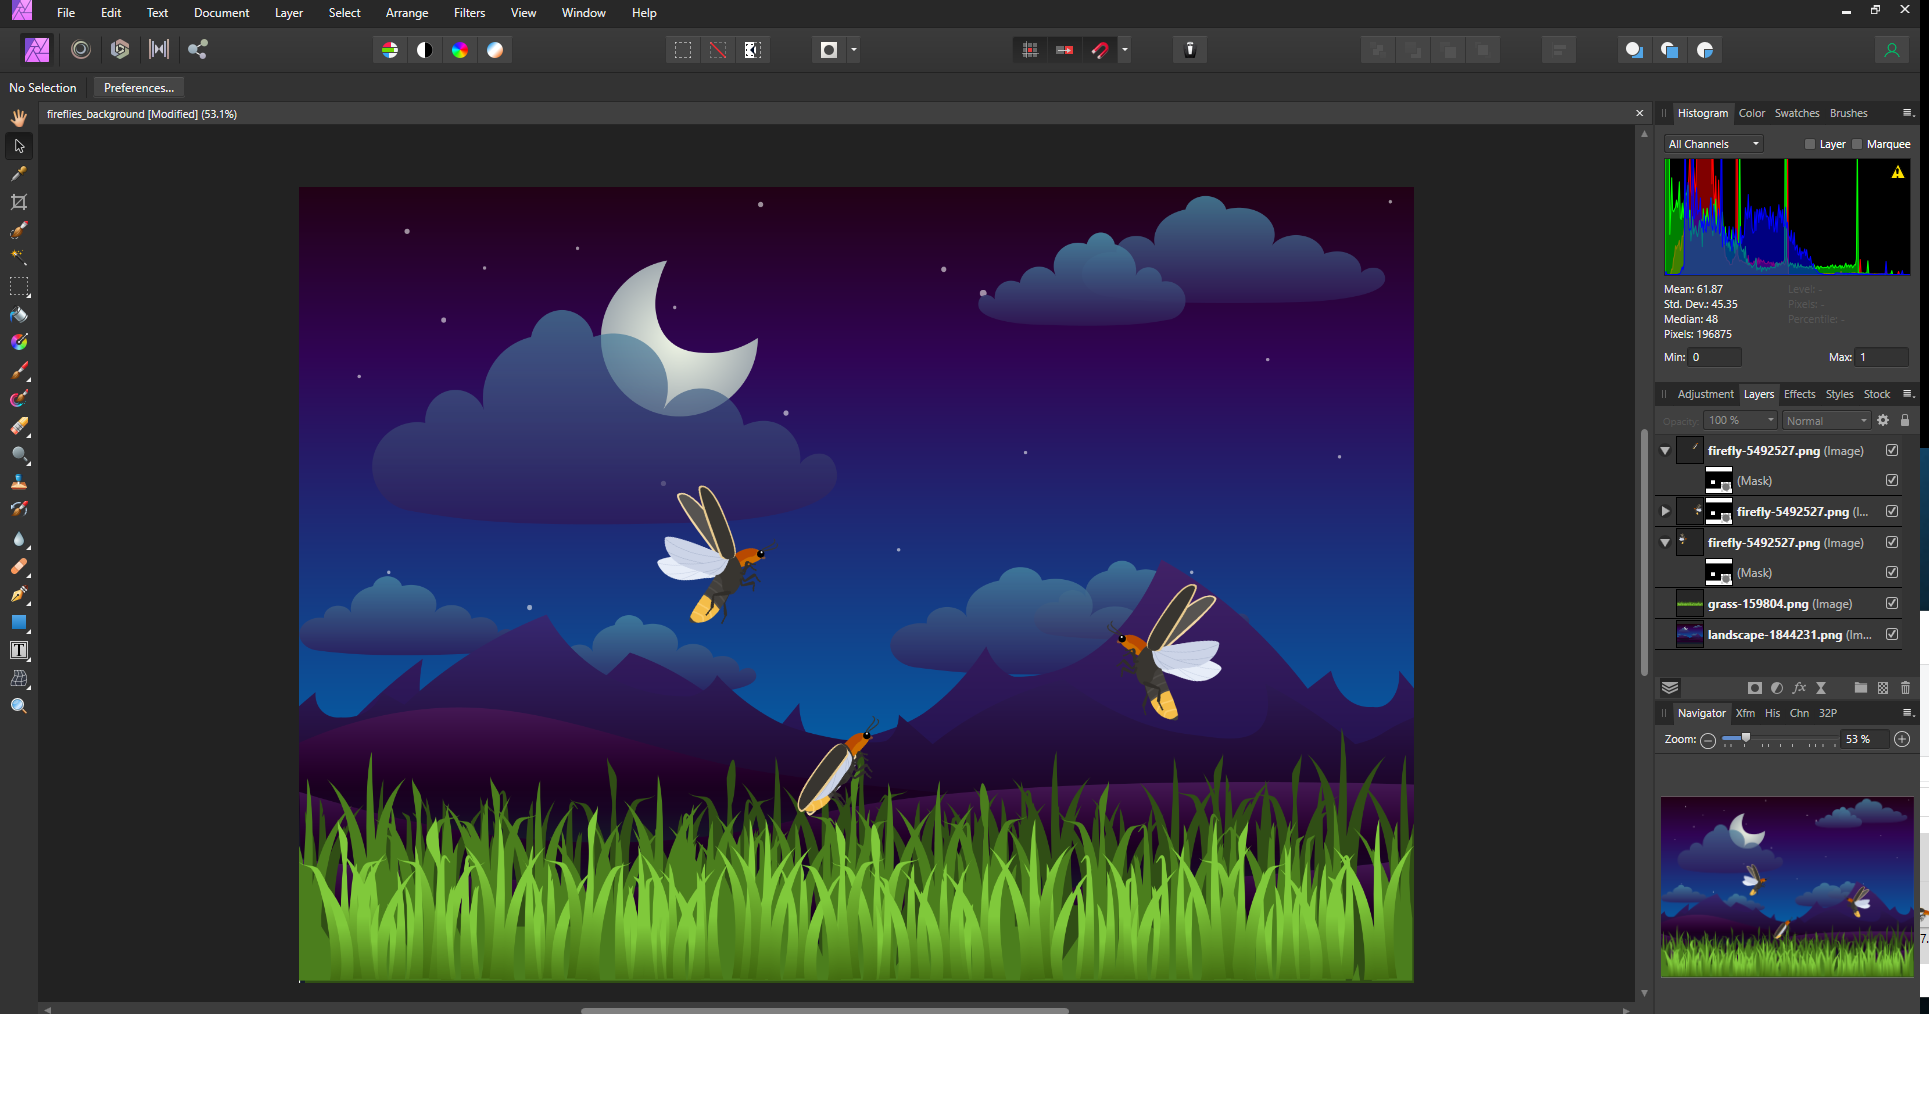 File Edit Text Document Layer Select Arrange Filters View Window Help
No Selection Preferences...
fireflies_background [Modified] (53.1%)
Histogram Color Swatches Brushes
All Channels Layer Marquee
Mean: 61.87 Level: -
Std. Dev.: 45.35 Pixels: -
Median: 48 Percentile: -
Pixels: 196875
Min: 0 Max: 1
Adjustment Layers Effects Styles Stock
Opacity: 100 % Normal
firefly-5492527.png (Image)
(Mask)
firefly-5492527.png (I...
firefly-5492527.png (Image)
(Mask)
grass-159804.png (Image)
landscape-1844231.png (Im...
fx
Navigator Xfm His Chn 32P
Zoom: 53 %
7.